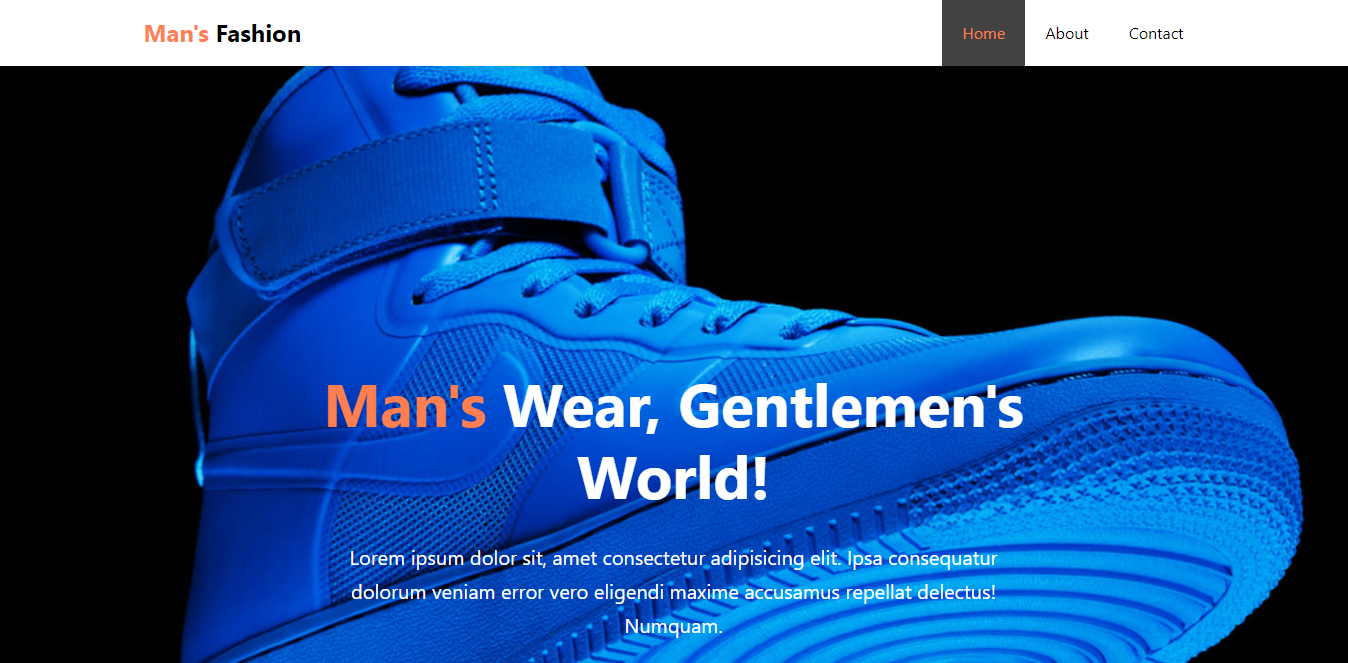 Man's Fashion
Home About Contact
Man's Wear, Gentlemen's
World!
Lorem ipsum dolor sit, amet consectetur adipisicing elit. Ipsa consequatur
dolorum veniam error vero eligendi maxime accusamus repellat delectus!
Numquam.